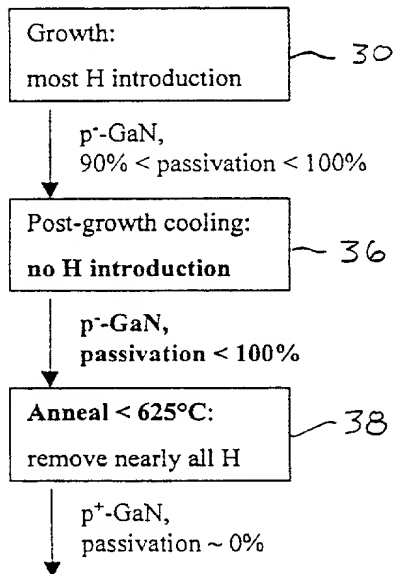 Growth:
most H introduction
30
p⁻-GaN,
90% < passivation < 100%
Post-growth cooling:
no H introduction
36
p⁻-GaN,
passivation < 100%
Anneal < 625°C:
remove nearly all H
38
p⁺-GaN,
passivation ~ 0%